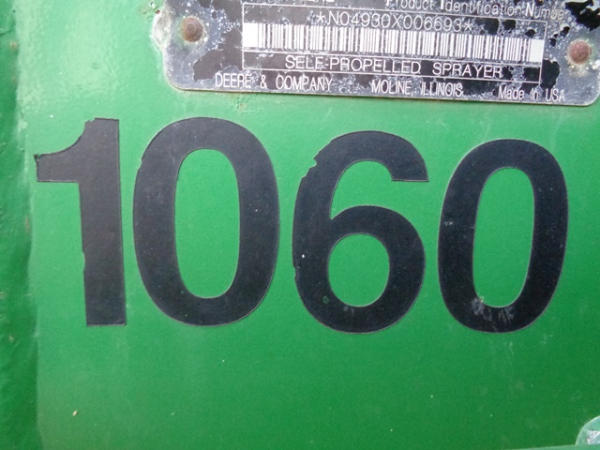 Product Identification Number
*N04930X006693*
SELF-PROPELLED SPRAYER
DEERE & COMPANY MOLINE ILLINOIS Made in USA
1060